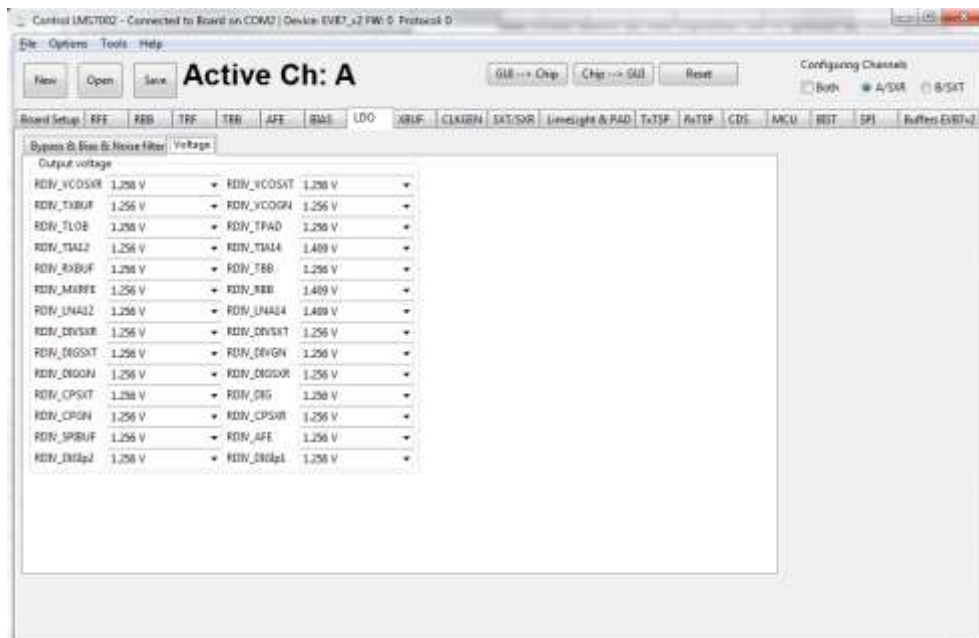 Control LMS7002 - Connected to Board on COM2 | Device: EVB7_v2 FW: 0 Protocol: 0
File Options Tools Help
New Open Save Active Ch: A GUI --> Chip Chip --> GUI Reset Configuring Channels
Both A/SXR B/SXT
Board Setup RFE RBB TRF TBB AFE BIAS LDO XBUF CLKGEN SXT/SXR LimeLight & PAD TxTSP RxTSP CDS MCU BIST SPI Buffers EVB7v2
Bypass & Bias & Noise filter Voltage
Output voltage
RDIV_VCOSXR 1.256 V RDIV_VCOSXT 1.256 V
RDIV_TXBUF 1.256 V RDIV_VCOGN 1.256 V
RDIV_TLOB 1.256 V RDIV_TPAD 1.256 V
RDIV_TIA12 1.256 V RDIV_TIA14 1.409 V
RDIV_RXBUF 1.256 V RDIV_TBB 1.256 V
RDIV_MXRFE 1.256 V RDIV_RBB 1.409 V
RDIV_LNA12 1.256 V RDIV_LNA14 1.409 V
RDIV_DIVSXR 1.256 V RDIV_DIVSXT 1.256 V
RDIV_DIGSXT 1.256 V RDIV_DIVGN 1.256 V
RDIV_DIGGN 1.256 V RDIV_DIGSXR 1.256 V
RDIV_CPSXT 1.256 V RDIV_DIG 1.256 V
RDIV_CPGN 1.256 V RDIV_CPSXR 1.256 V
RDIV_SPIBUF 1.256 V RDIV_AFE 1.256 V
RDIV_DIGIp2 1.256 V RDIV_DIGIp1 1.256 V